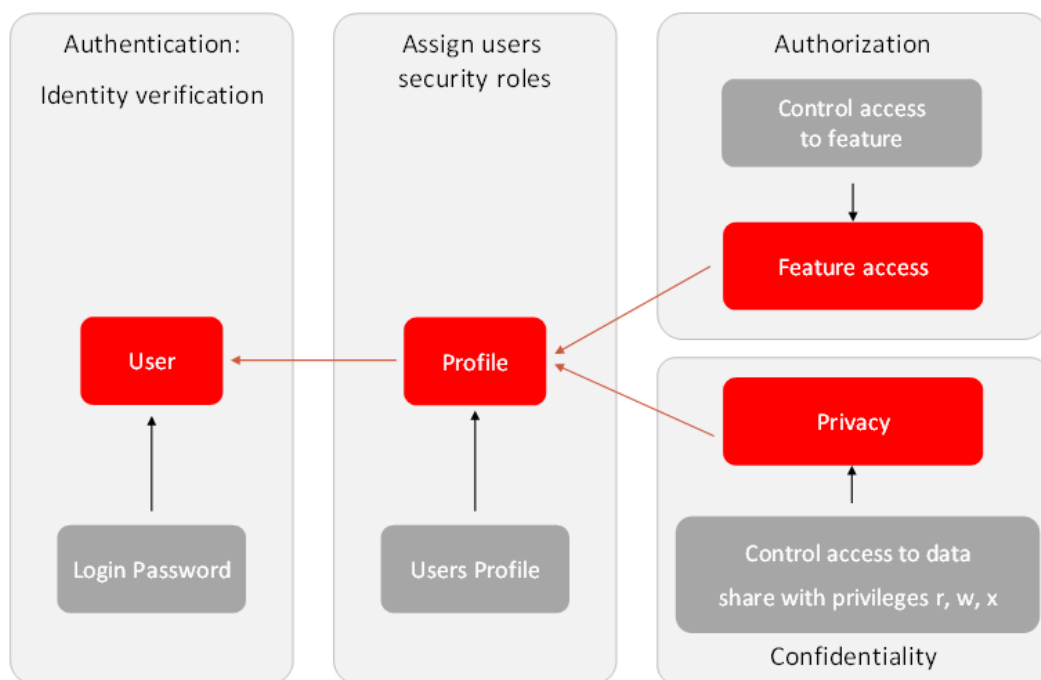 Authentication:
Identity verification
User
Login Password
Assign users
security roles
Profile
Users Profile
Authorization
Control access
to feature
Feature access
Privacy
Control access to data
share with privileges r, w, x
Confidentiality